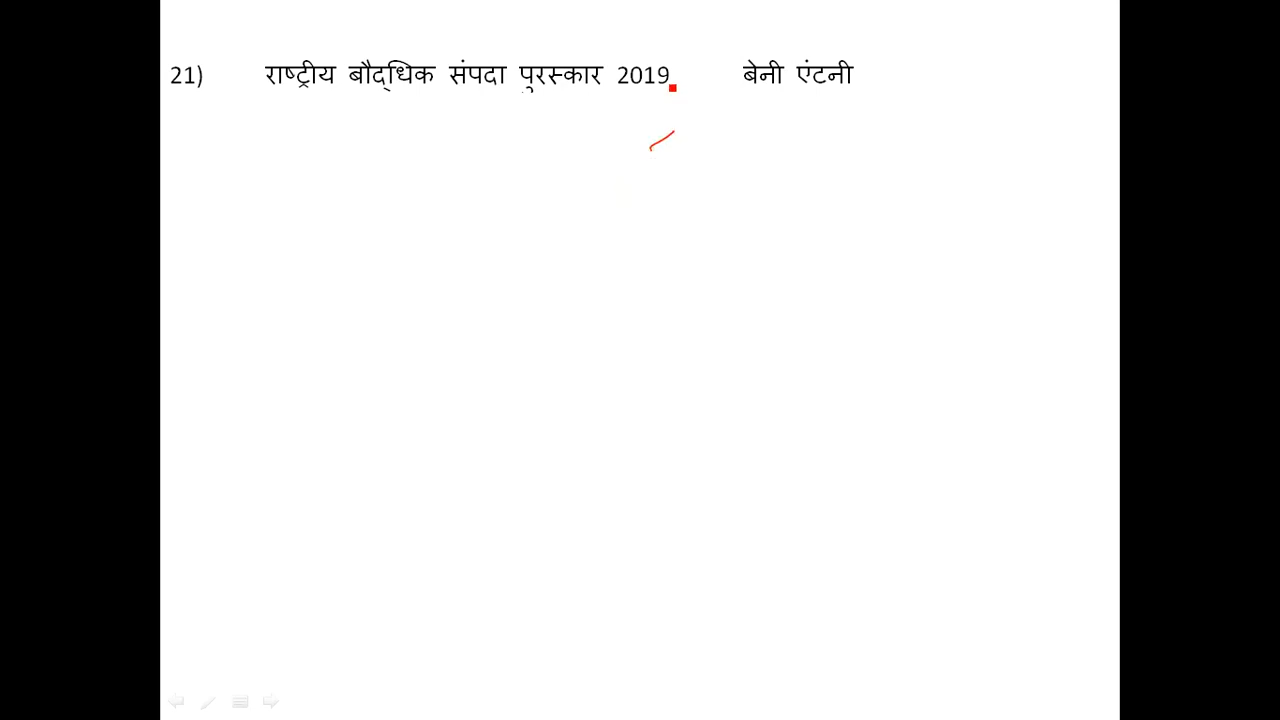 21) राष्ट्रीय बौद्धिक संपदा पुरस्कार 2019 बेनी एंटनी